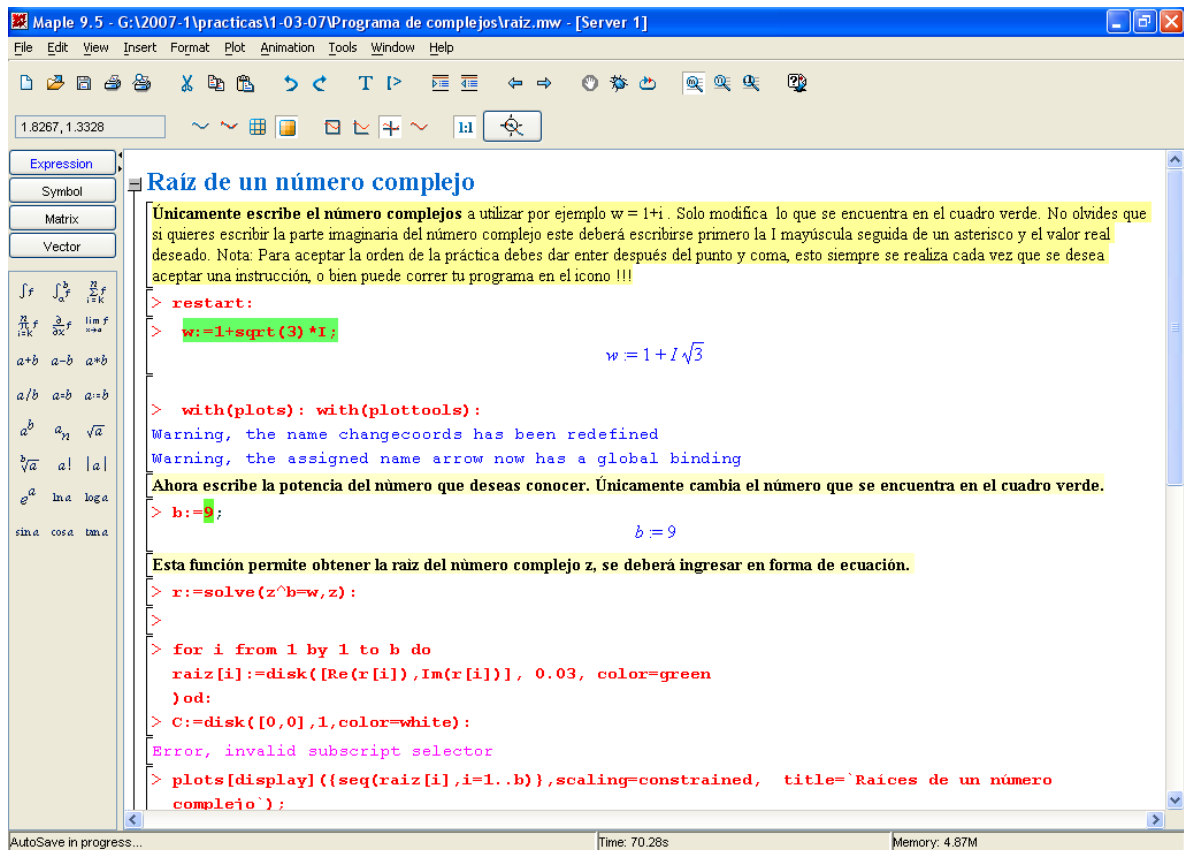 Maple 9.5 - G:\2007-1\practicas\1-03-07\Programa de complejos\raiz.mw - [Server 1]
File Edit View Insert Format Plot Animation Tools Window Help
1.8267, 1.3328
1:1
Expression
Symbol
Matrix
Vector
a+b a-b a*b
a/b a=b a:=b
a^b a_n √a
ᵇ√a a! |a|
e^a ln a log a
sin a cos a tan a
Raíz de un número complejo
Únicamente escribe el número complejos a utilizar por ejemplo w = 1+i . Solo modifica lo que se encuentra en el cuadro verde. No olvides que
si quieres escribir la parte imaginaria del número complejo este deberá escribirse primero la I mayúscula seguida de un asterisco y el valor real
deseado. Nota: Para aceptar la orden de la práctica debes dar enter después del punto y coma, esto siempre se realiza cada vez que se desea
aceptar una instrucción, o bien puede correr tu programa en el icono !!!
> restart:
> w:=1+sqrt(3)*I;
w := 1 + I √3
> with(plots): with(plottools):
Warning, the name changecoords has been redefined
Warning, the assigned name arrow now has a global binding
Ahora escribe la potencia del nùmero que deseas conocer. Únicamente cambia el número que se encuentra en el cuadro verde.
> b:=9;
b := 9
Esta función permite obtener la raìz del nùmero complejo z, se deberá ingresar en forma de ecuación.
> r:=solve(z^b=w,z):
>
> for i from 1 by 1 to b do
raiz[i]:=disk([Re(r[i]),Im(r[i])], 0.03, color=green
)od:
> C:=disk([0,0],1,color=white):
Error, invalid subscript selector
> plots[display]({seq(raiz[i],i=1..b)},scaling=constrained, title=`Raíces de un número
complejo`);
AutoSave in progress... Time: 70.28s Memory: 4.87M